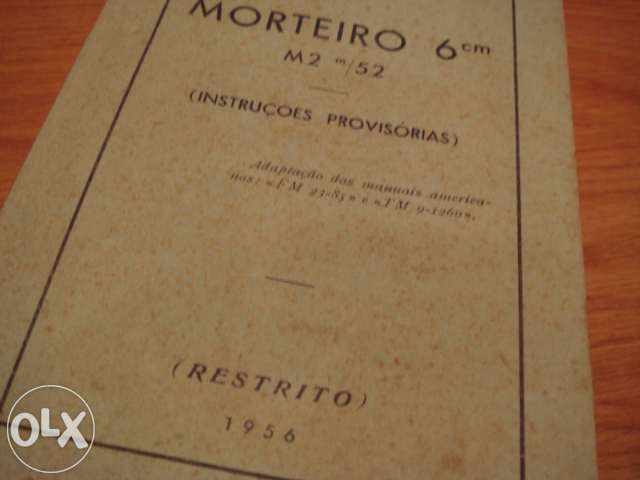 MORTEIRO 6cm
M2 m/52
(INSTRUÇÕES PROVISÓRIAS)
Adaptação dos manuais america-
nos: «FM 23-85» e «TM 9-1260».
(RESTRITO)
1956
OLX